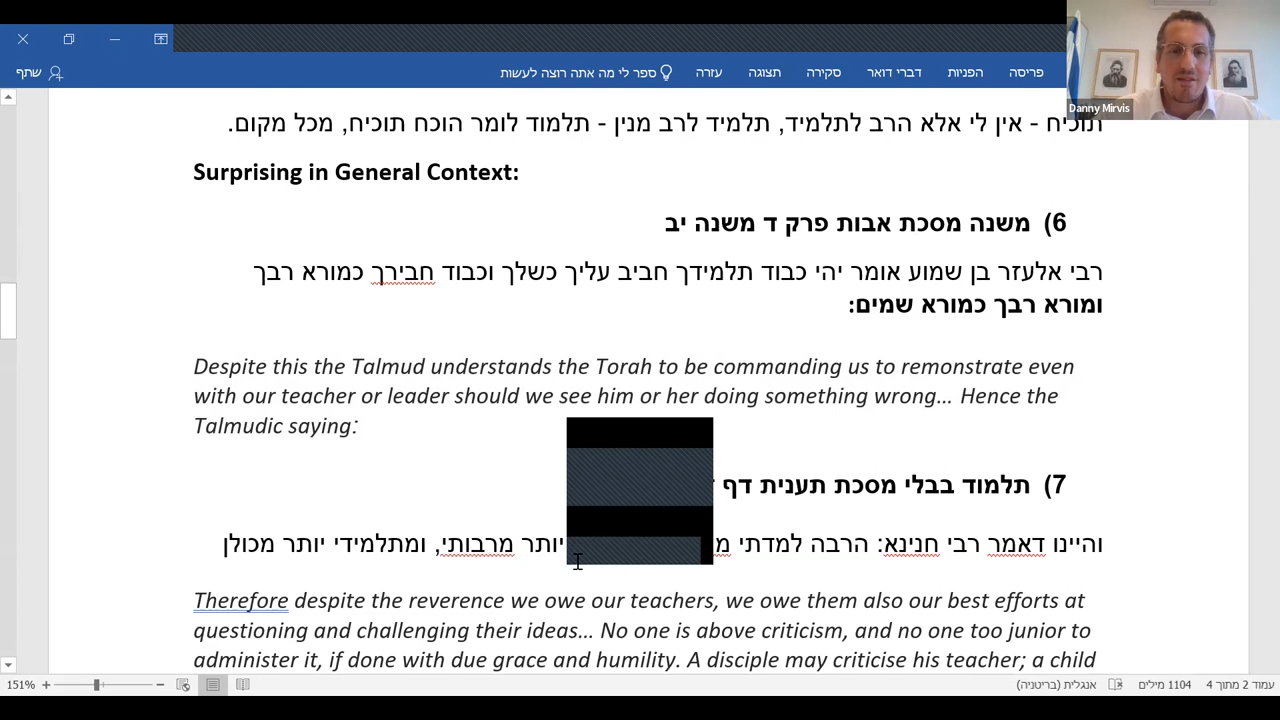 Danny Mirvis
פריסה הפניות דברי דואר סקירה תצוגה עזרה ספר לי מה אתה רוצה לעשות שתף
תוכיח - אין לי אלא הרב לתלמיד, תלמיד לרב מנין - תלמוד לומר הוכח תוכיח, מכל מקום.
Surprising in General Context:
6) משנה מסכת אבות פרק ד משנה יב
רבי אלעזר בן שמוע אומר יהי כבוד תלמידך חביב עליך כשלך וכבוד חבירך כמורא רבך
ומורא רבך כמורא שמים:
Despite this the Talmud understands the Torah to be commanding us to remonstrate even
with our teacher or leader should we see him or her doing something wrong… Hence the
Talmudic saying:
7) תלמוד בבלי מסכת תענית דף
והיינו דאמר רבי חנינא: הרבה למדתי יותר מרבותי, ומתלמידי יותר מכולן
Therefore despite the reverence we owe our teachers, we owe them also our best efforts at
questioning and challenging their ideas… No one is above criticism, and no one too junior to
administer it, if done with due grace and humility. A disciple may criticise his teacher; a child
151% עמוד 2 מתוך 4 1104 מילים אנגלית (בריטניה)